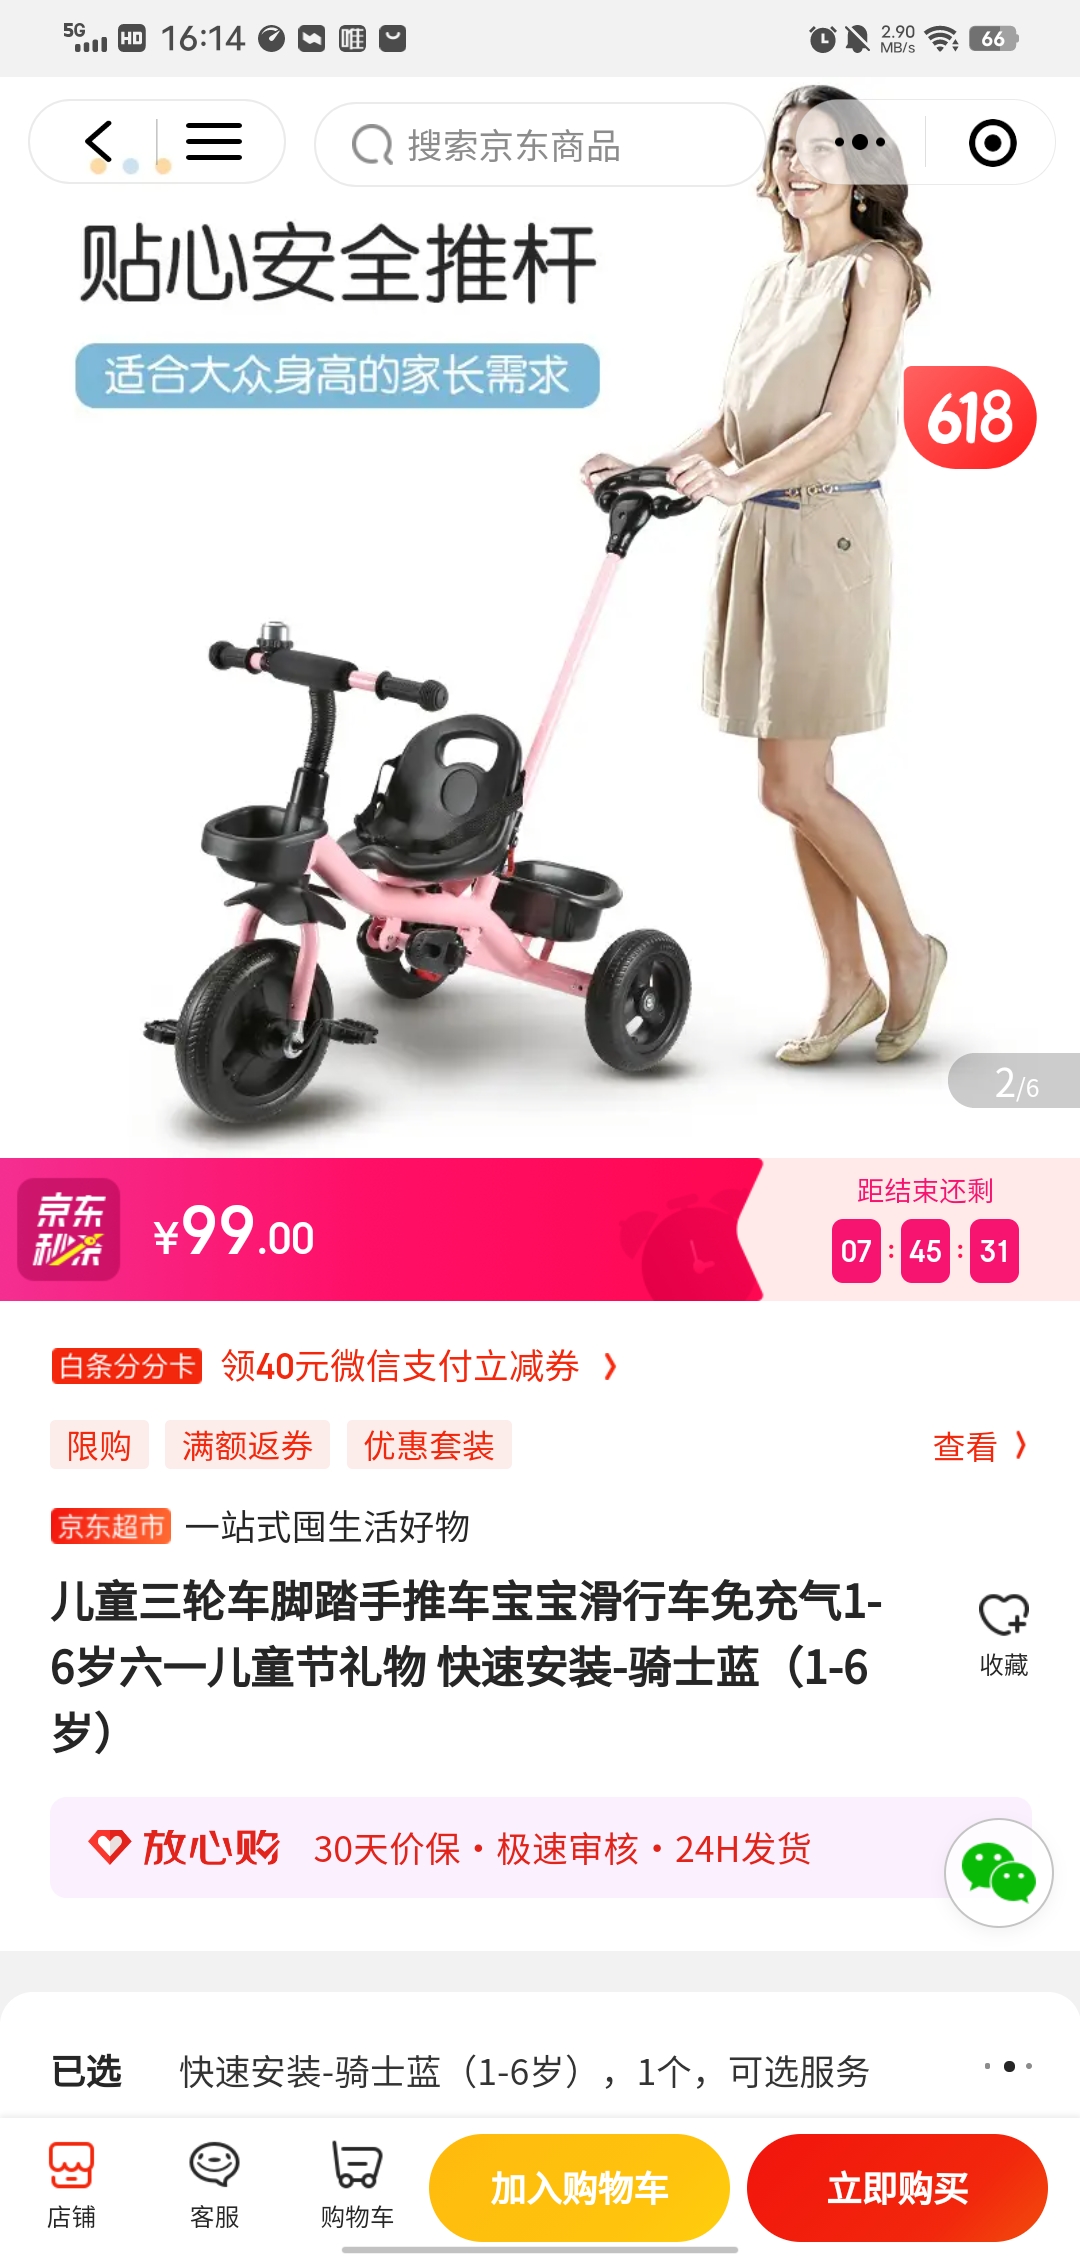 5G HD 16:14 2.90 MB/s 66
搜索京东商品
贴心安全推杆
适合大众身高的家长需求
618
2/6
京东秒杀 ¥99.00
距结束还剩
07 : 45 : 31
白条分分卡 领40元微信支付立减券
限购 满额返券 优惠套装 查看
京东超市 一站式囤生活好物
儿童三轮车脚踏手推车宝宝滑行车免充气1-
6岁六一儿童节礼物 快速安装-骑士蓝（1-6
岁）
收藏
放心购 30天价保·极速审核·24H发货
已选 快速安装-骑士蓝（1-6岁），1个，可选服务
店铺 客服 购物车 加入购物车 立即购买